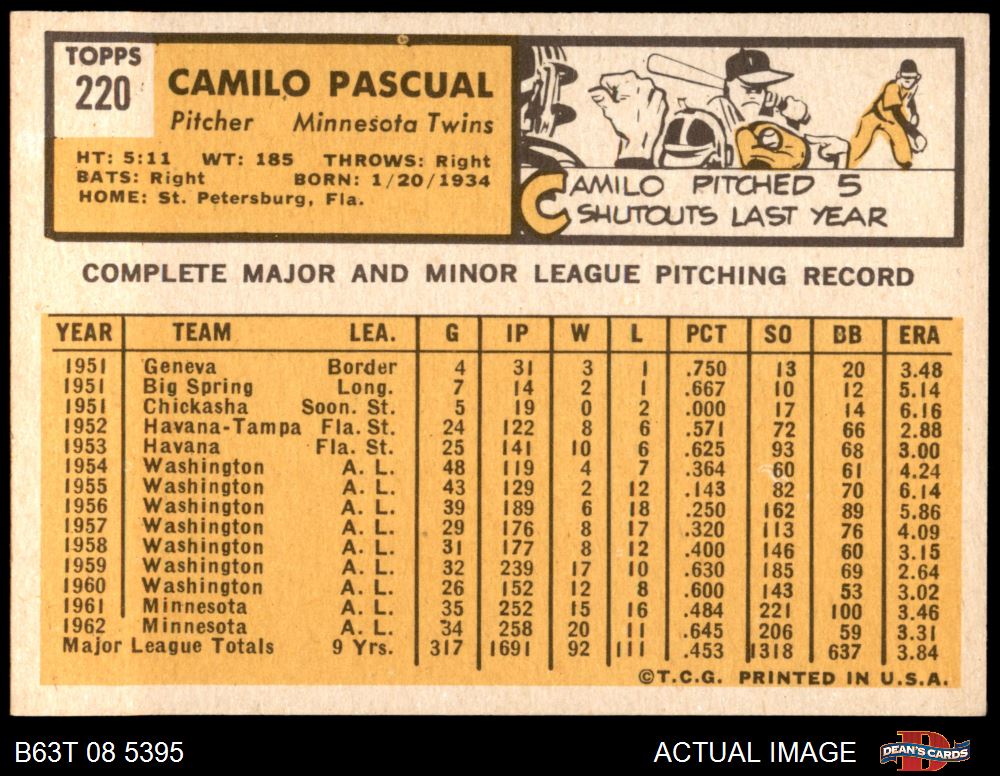 TOPPS
220
CAMILO PASCUAL
Pitcher Minnesota Twins
HT: 5:11 WT: 185 THROWS: Right
BATS: Right BORN: 1/20/1934
HOME: St. Petersburg, Fla.
CAMILO PITCHED 5
SHUTOUTS LAST YEAR
COMPLETE MAJOR AND MINOR LEAGUE PITCHING RECORD
YEAR TEAM LEA. G IP W L PCT SO BB ERA
1951 Geneva Border 4 31 3 1 .750 13 20 3.48
1951 Big Spring Long. 7 14 2 1 .667 10 12 5.14
1951 Chickasha Soon. St. 5 19 0 2 .000 17 14 6.16
1952 Havana-Tampa Fla. St. 24 122 8 6 .571 72 66 2.88
1953 Havana Fla. St. 25 141 10 6 .625 93 68 3.00
1954 Washington A. L. 48 119 4 7 .364 60 61 4.24
1955 Washington A. L. 43 129 2 12 .143 82 70 6.14
1956 Washington A. L. 39 189 6 18 .250 162 89 5.86
1957 Washington A. L. 29 176 8 17 .320 113 76 4.09
1958 Washington A. L. 31 177 8 12 .400 146 60 3.15
1959 Washington A. L. 32 239 17 10 .630 185 69 2.64
1960 Washington A. L. 26 152 12 8 .600 143 53 3.02
1961 Minnesota A. L. 35 252 15 16 .484 221 100 3.46
1962 Minnesota A. L. 34 258 20 11 .645 206 59 3.31
Major League Totals 9 Yrs. 317 1691 92 111 .453 1318 637 3.84
©T.C.G. PRINTED IN U.S.A.
B63T 08 5395 ACTUAL IMAGE DEAN'S CARDS